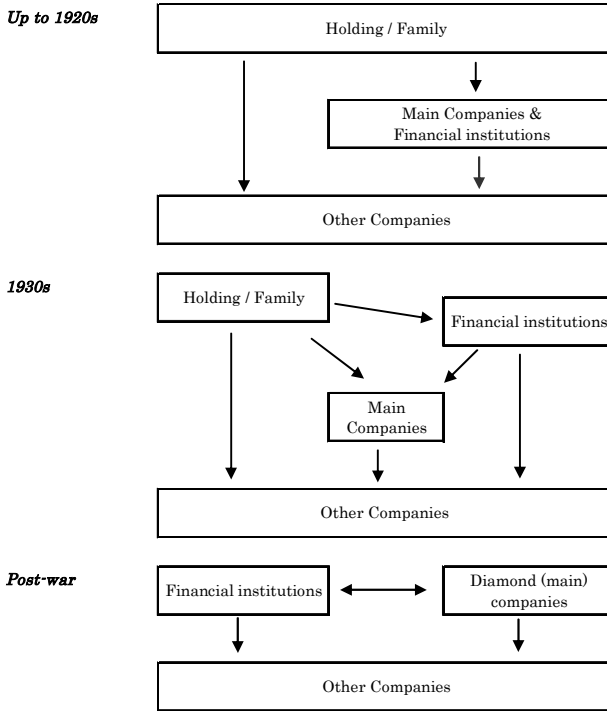 Up to 1920s
Holding / Family
Main Companies &
Financial institutions
Other Companies
1930s
Holding / Family
Financial institutions
Main
Companies
Other Companies
Post-war
Financial institutions
Diamond (main)
companies
Other Companies